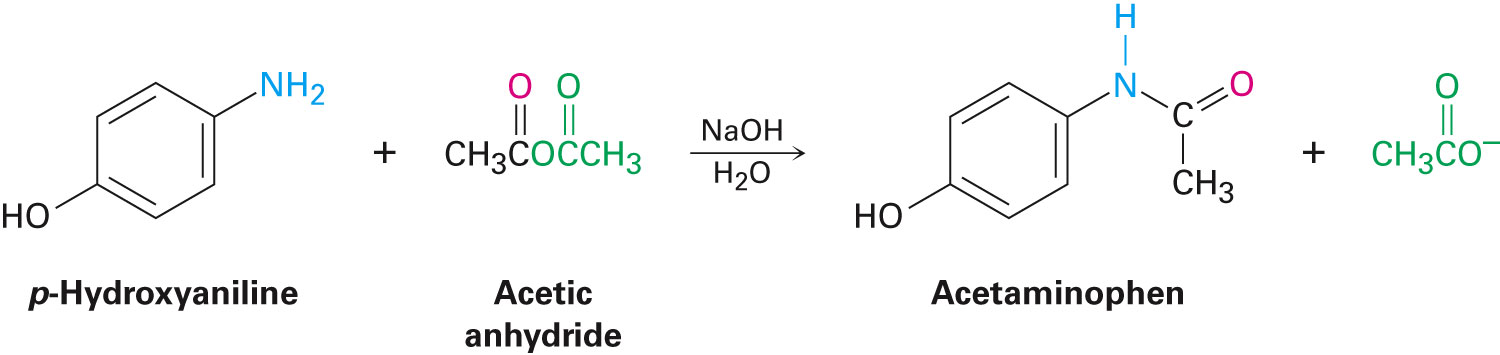 NH₂
HO
+
O O
CH₃COCCH₃
NaOH
H₂O
H
N
C
O
CH₃
HO
+
O
CH₃CO⁻
p-Hydroxyaniline
Acetic
anhydride
Acetaminophen